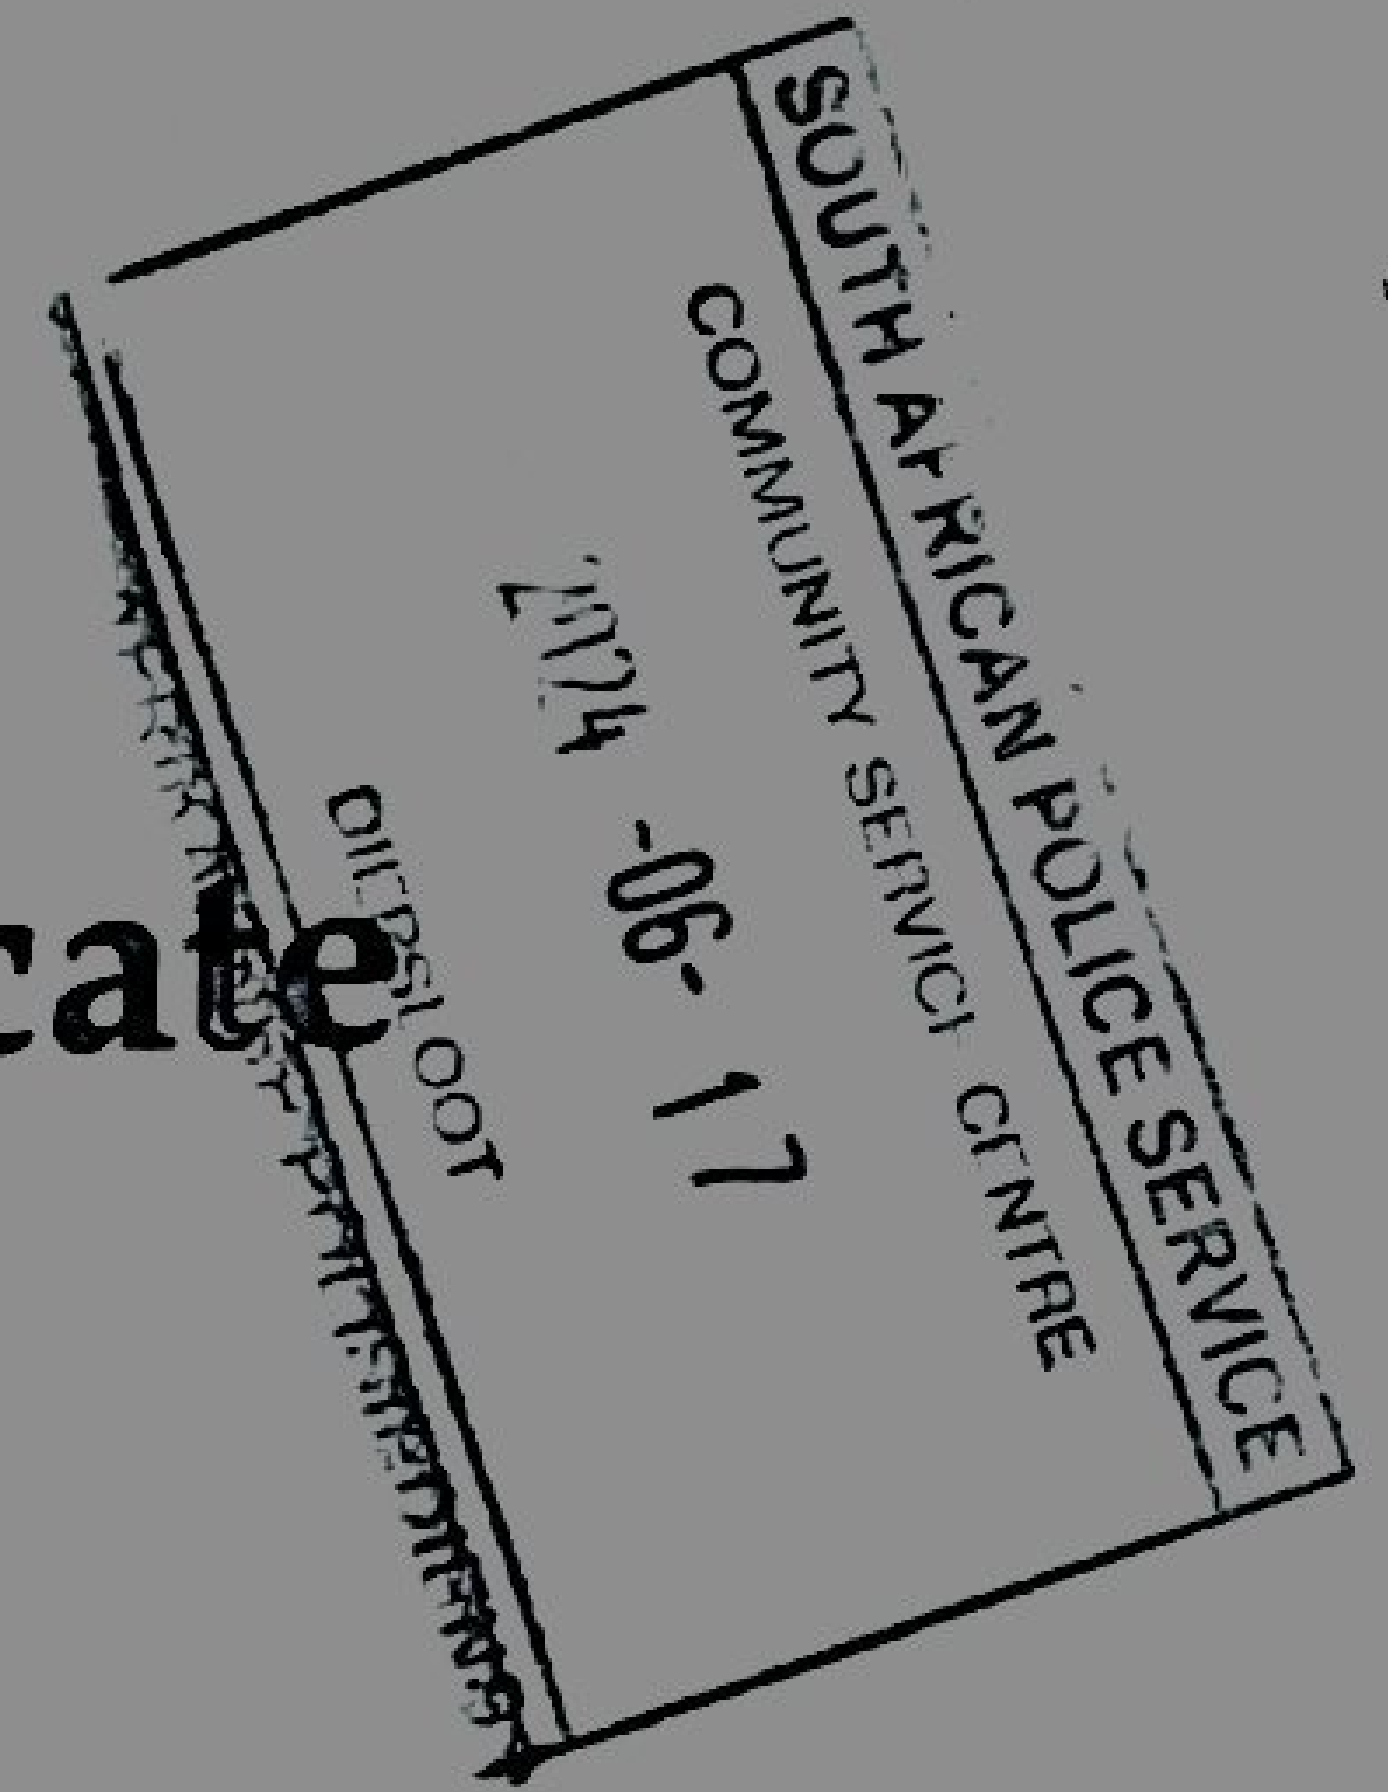 SOUTH AFRICAN POLICE SERVICE
COMMUNITY SERVICE CENTRE
2024 -06- 17
DIEPSLOOT
cate